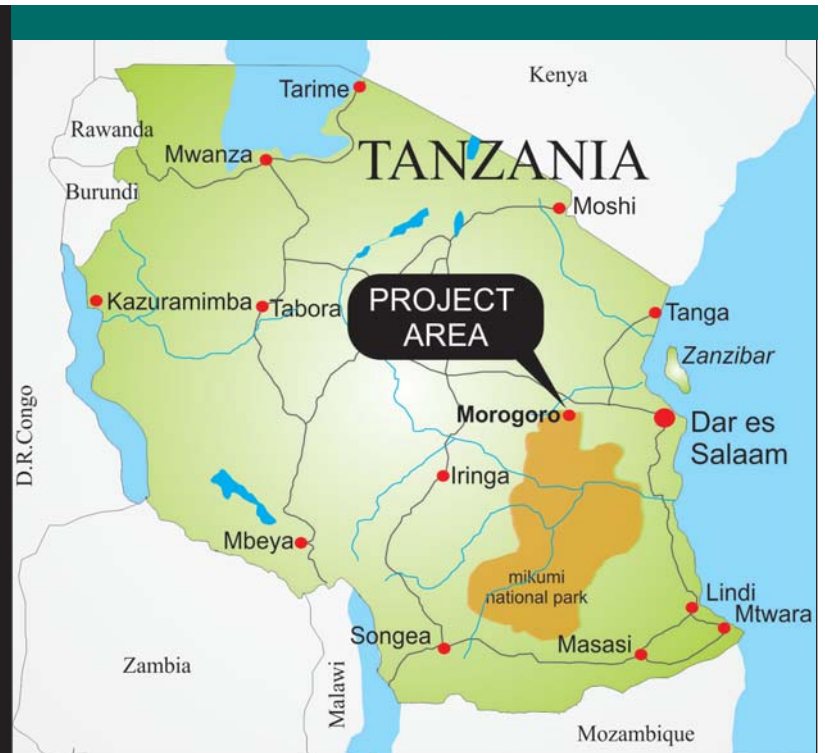 Kenya
Tarime
Rawanda
Mwanza
TANZANIA
Burundi
Moshi
Kazuramimba
Tabora
PROJECT
AREA
Tanga
Zanzibar
D.R.Congo
Morogoro
Dar es
Salaam
Iringa
Mbeya
mikumi
national park
Lindi
Mtwara
Songea
Masasi
Zambia
Malawi
Mozambique